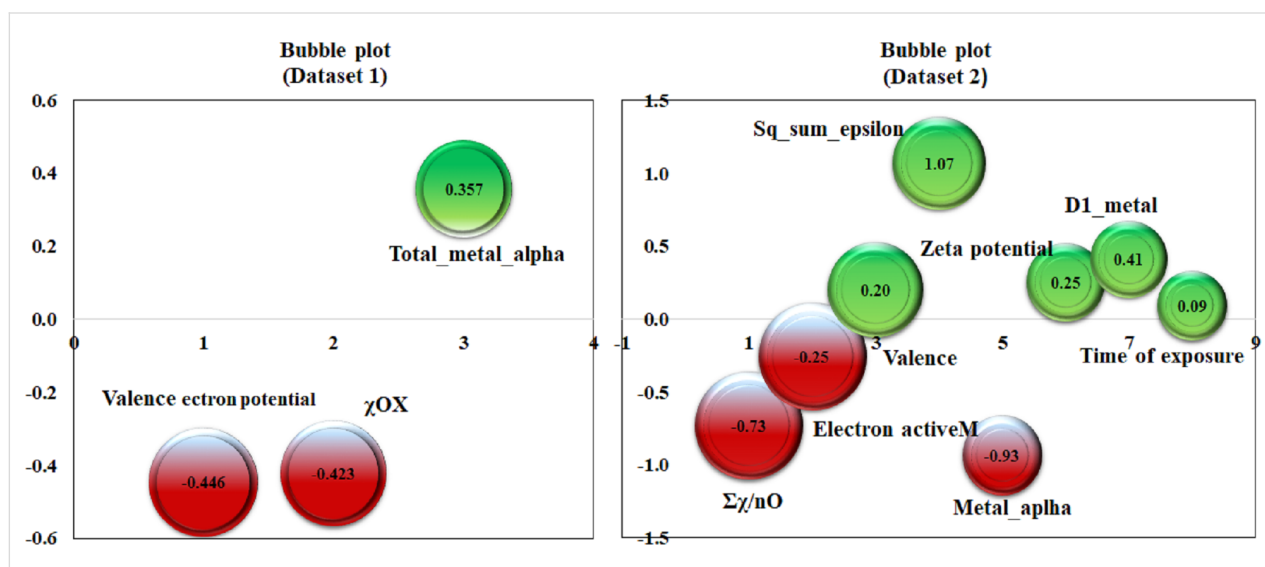 Bubble plot
(Dataset 1)
0.6
0.4
0.2
0.0
-0.2
-0.4
-0.6
1
2
3
4
0.357
Total_metal_alpha
Valence ectron potential
χOX
-0.446
-0.423
Bubble plot
(Dataset 2)
1.5
1.0
0.5
0.0
-0.5
-1.0
-1.5
-1
1
3
5
7
9
Sq_sum_epsilon
1.07
D1_metal
Zeta potential
0.41
0.25
0.20
0.09
-0.25
Valence
Time of exposure
-0.73
Electron activeM
-0.93
Σχ/nO
Metal_aplha